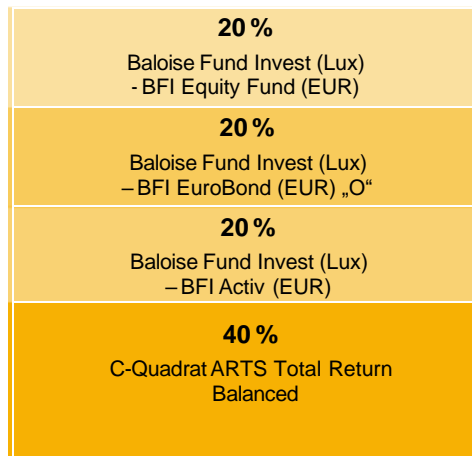 20 %
Baloise Fund Invest (Lux)
- BFI Equity Fund (EUR)
20 %
Baloise Fund Invest (Lux)
– BFI EuroBond (EUR) „O“
20 %
Baloise Fund Invest (Lux)
– BFI Activ (EUR)
40 %
C-Quadrat ARTS Total Return
Balanced